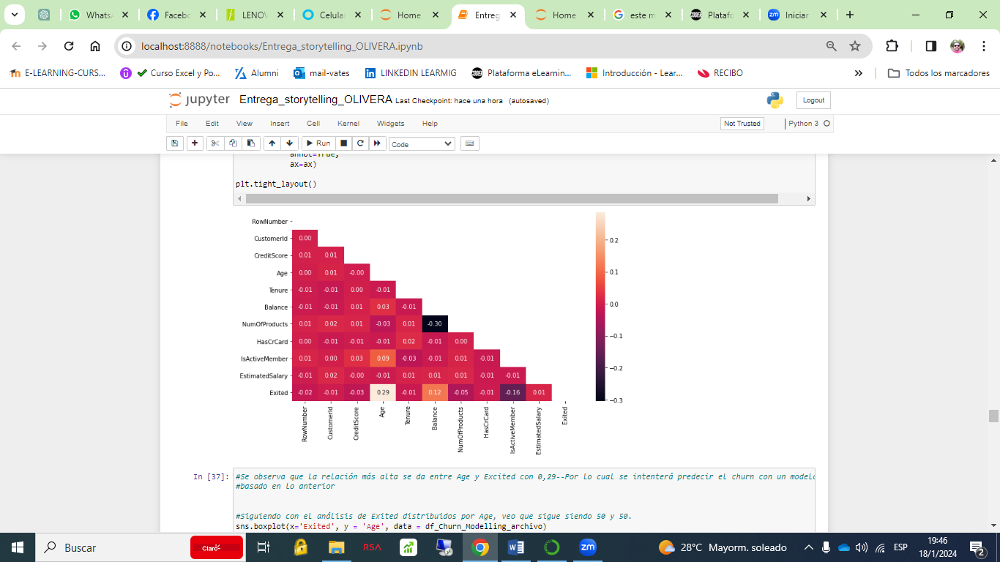 WhatsA
Facebo
LENOV
Celula
Home
Entreg
Home
este m
Platafo
Iniciar
localhost:8888/notebooks/Entrega_storytelling_OLIVERA.ipynb
E-LEARNING-CURS...
Curso Excel y Po...
Alumni
mail-vates
LINKEDIN LEARMIG
Plataforma eLearnin...
Introducción - Lear...
RECIBO
»
Todos los marcadores
jupyter
Entrega_storytelling_OLIVERA Last Checkpoint: hace una hora (autosaved)
Logout
File Edit View Insert Cell Kernel Widgets Help
Not Trusted
Python 3
Run
Code
annot=True,
ax=ax)
plt.tight_layout()
RowNumber
CustomerId 0.00
CreditScore 0.01 0.01
Age 0.00 0.01 -0.00
Tenure -0.01 -0.01 0.00 -0.01
Balance -0.01 -0.01 0.01 0.03 -0.01
NumOfProducts 0.01 0.02 0.01 -0.03 0.01 -0.30
HasCrCard 0.00 -0.01 -0.01 -0.01 0.02 -0.01 0.00
IsActiveMember 0.01 0.00 0.03 0.09 -0.03 -0.01 0.01 -0.01
EstimatedSalary -0.01 0.02 -0.00 -0.01 0.01 0.01 0.01 -0.01 -0.01
Exited -0.02 -0.01 -0.03 0.29 -0.01 0.12 -0.05 -0.01 -0.16 0.01
RowNumber
CustomerId
CreditScore
Age
Tenure
Balance
NumOfProducts
HasCrCard
IsActiveMember
EstimatedSalary
Exited
0.2
0.1
0.0
-0.1
-0.2
-0.3
In [37]:
#Se observa que la relación más alta se da entre Age y Excited con 0,29--Por lo cual se intenterá predecir el churn con un modelo
#basado en lo anterior
#Siguiendo con el análisis de Exited distribuidos por Age, veo que sigue siendo 50 y 50.
sns.boxplot(x='Exited', y = 'Age', data = df_Churn_Modelling_archivo)
Buscar
Claro
RSA
zm
28°C Mayorm. soleado
ESP
19:46
18/1/2024
2